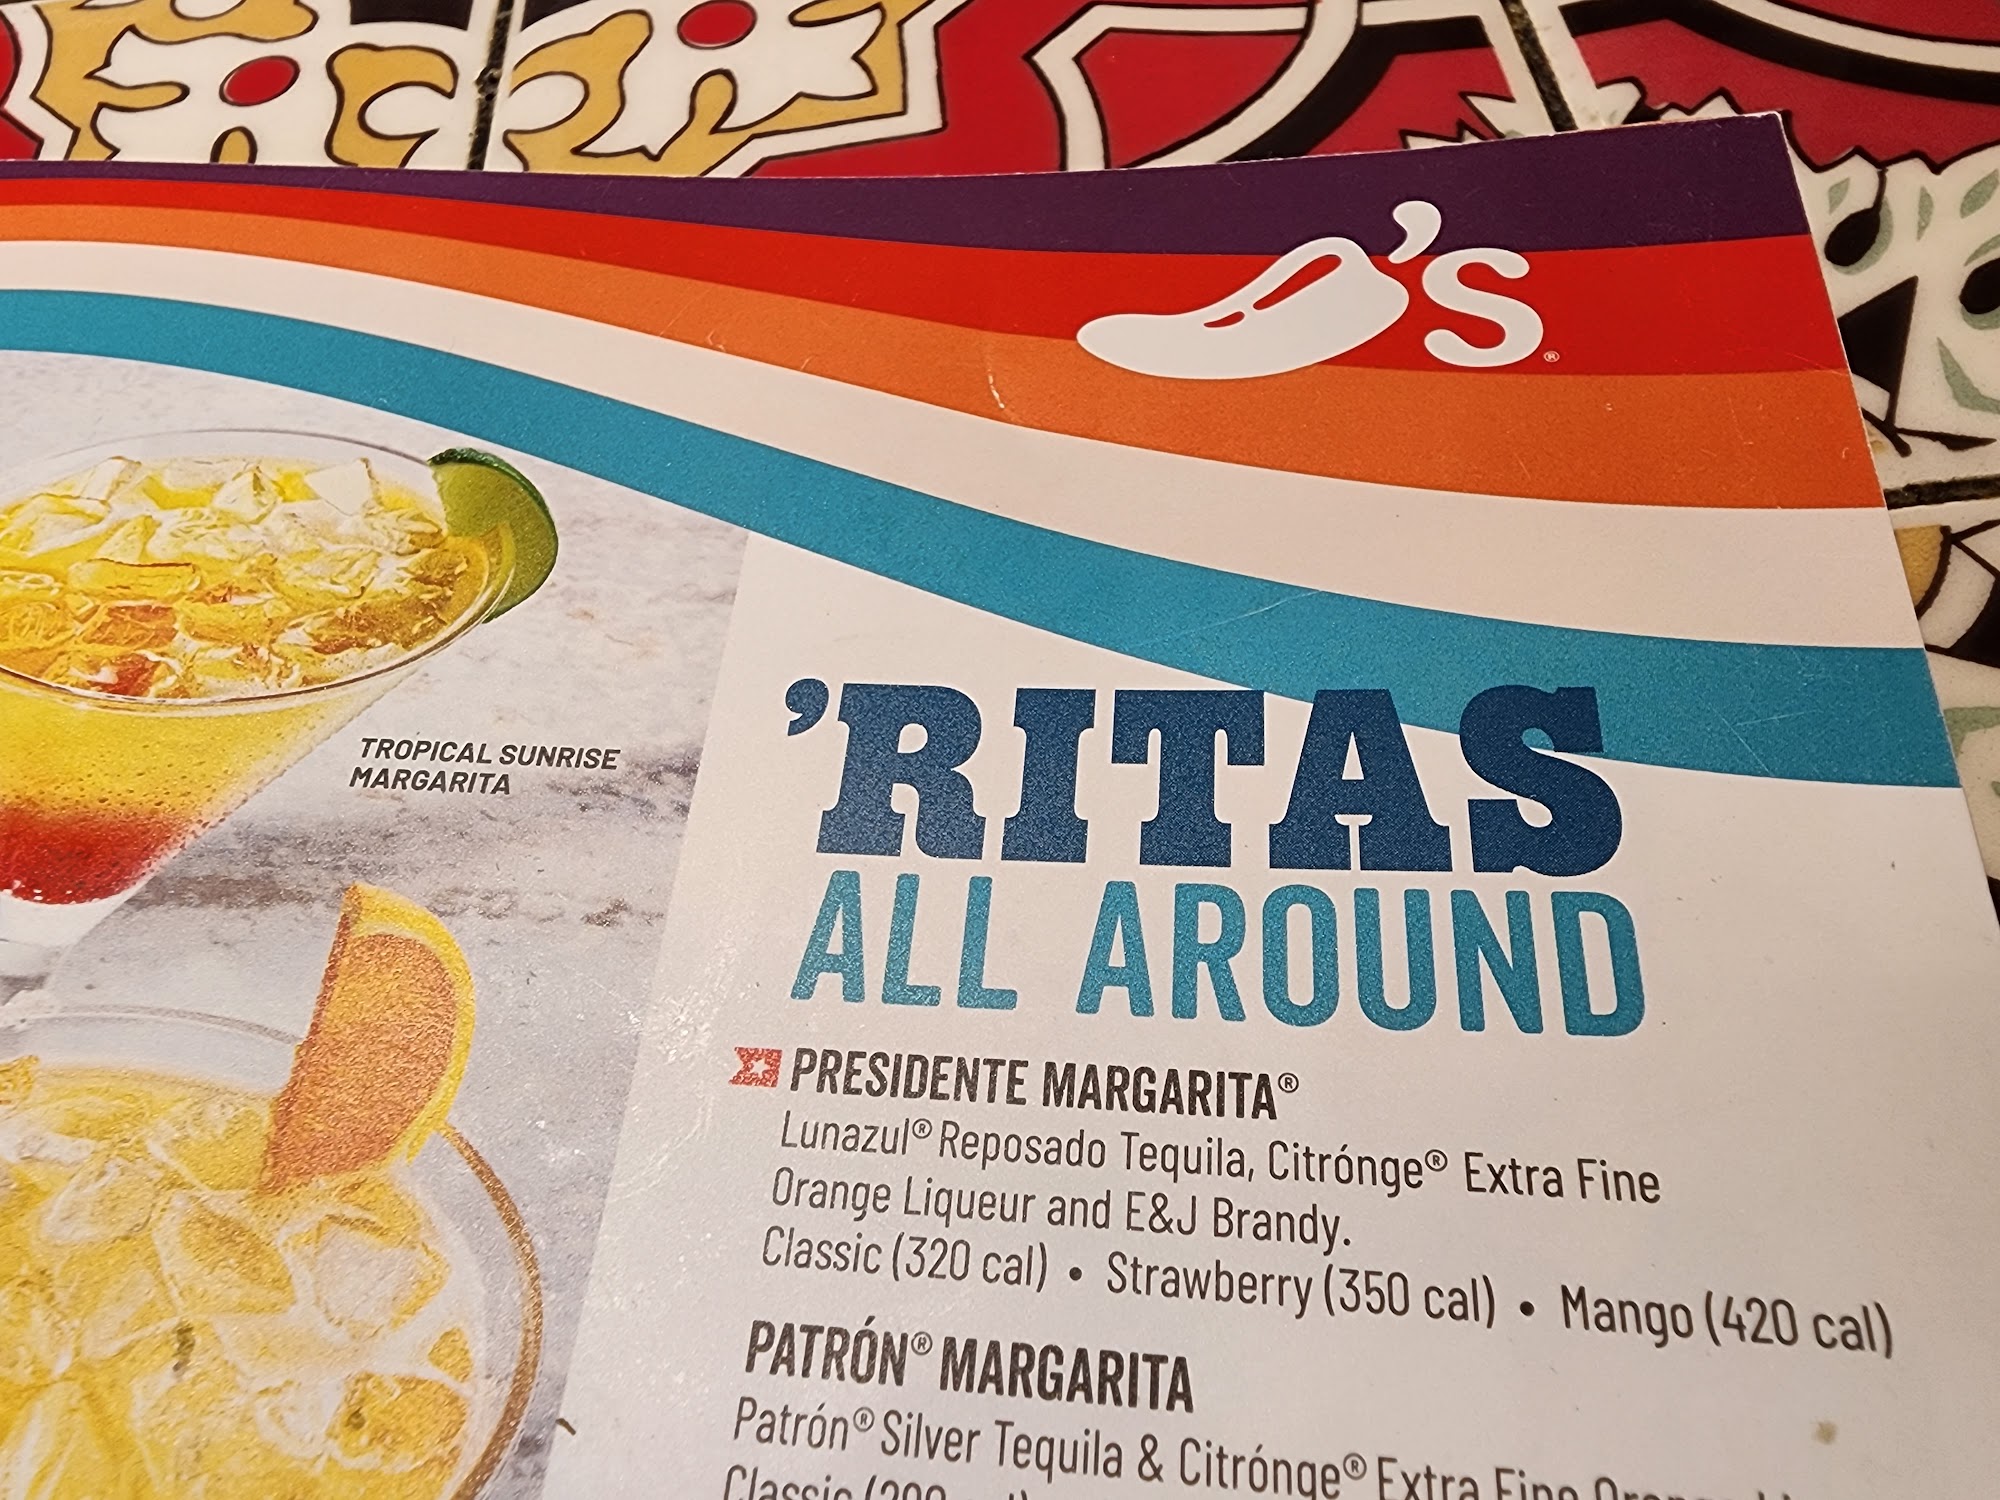 's®
TROPICAL SUNRISE
MARGARITA
'RITAS
ALL AROUND
PRESIDENTE MARGARITA®
Lunazul® Reposado Tequila, Citrónge® Extra Fine
Orange Liqueur and E&J Brandy.
Classic (320 cal) • Strawberry (350 cal) • Mango (420 cal)
PATRÓN® MARGARITA
Patrón® Silver Tequila & Citrónge® Extra Fine
Classic